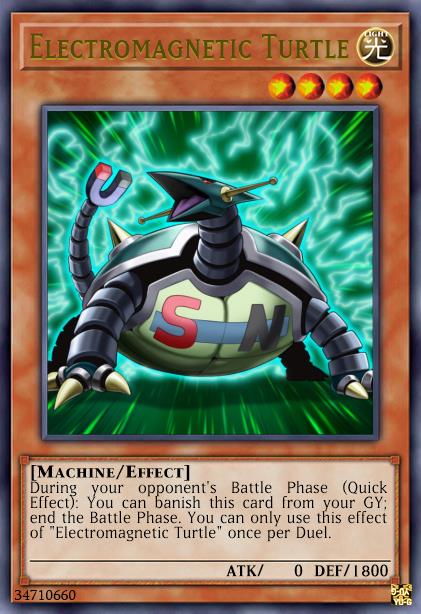 ELECTROMAGNETIC TURTLE
LIGHT
光
S N
[MACHINE/EFFECT]
During your opponent's Battle Phase (Quick
Effect): You can banish this card from your GY;
end the Battle Phase. You can only use this effect
of "Electromagnetic Turtle" once per Duel.
ATK/ 0 DEF/1800
34710660